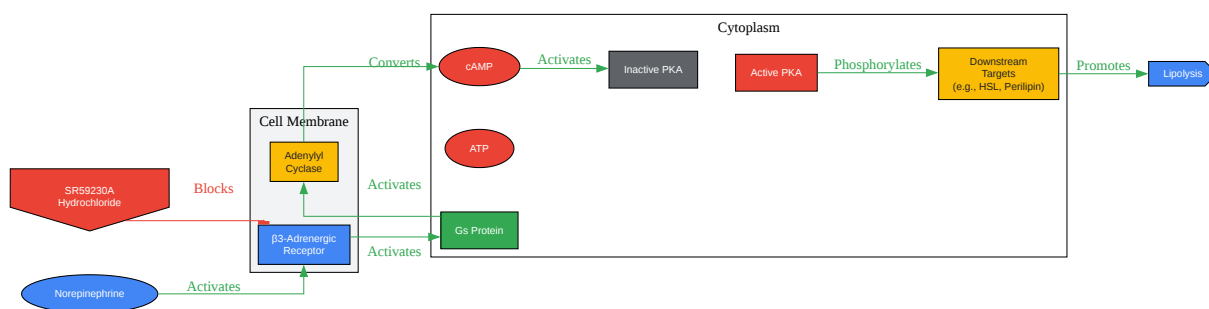 Cytoplasm
Converts
cAMP
Activates
Inactive PKA
Active PKA
Phosphorylates
Downstream
Targets
(e.g., HSL, Perilipin)
Promotes
Lipolysis
Cell Membrane
Adenylyl
Cyclase
ATP
SR59230A
Hydrochloride
Blocks
Activates
β3-Adrenergic
Receptor
Gs Protein
Activates
Norepinephrine
Activates